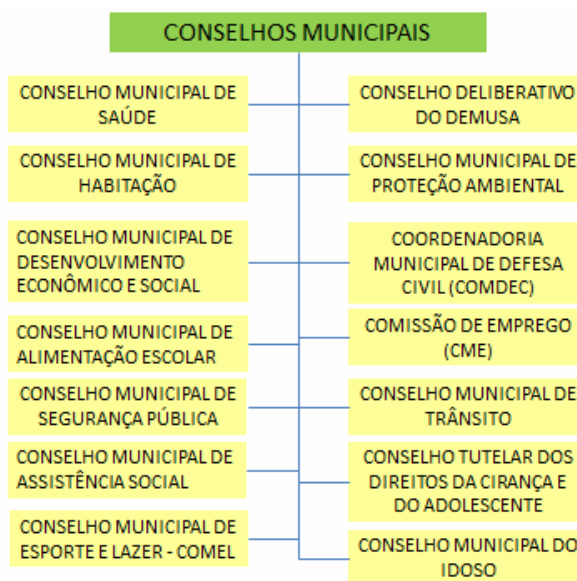 CONSELHOS MUNICIPAIS
CONSELHO MUNICIPAL DE
SAÚDE
CONSELHO MUNICIPAL DE
HABITAÇÃO
CONSELHO MUNICIPAL DE
DESENVOLVIMENTO
ECONÔMICO E SOCIAL
CONSELHO MUNICIPAL DE
ALIMENTAÇÃO ESCOLAR
CONSELHO MUNICIPAL DE
SEGURANÇA PÚBLICA
CONSELHO MUNICIPAL DE
ASSISTÊNCIA SOCIAL
CONSELHO MUNICIPAL DE
ESPORTE E LAZER - COMEL
CONSELHO DELIBERATIVO
DO DEMUSA
CONSELHO MUNICIPAL DE
PROTEÇÃO AMBIENTAL
COORDENADORIA
MUNICIPAL DE DEFESA
CIVIL (COMDEC)
COMISSÃO DE EMPREGO
(CME)
CONSELHO MUNICIPAL DE
TRÂNSITO
CONSELHO TUTELAR DOS
DIREITOS DA CIRANÇA E
DO ADOLESCENTE
CONSELHO MUNICIPAL DO
IDOSO